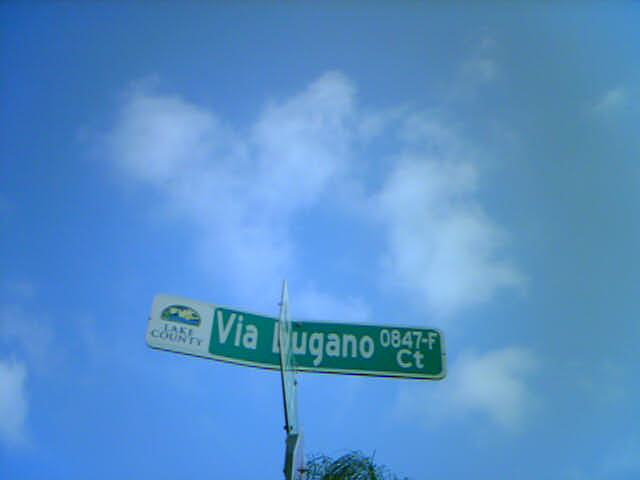 LAKE
COUNTY
Via Lugano
0847-F
Ct